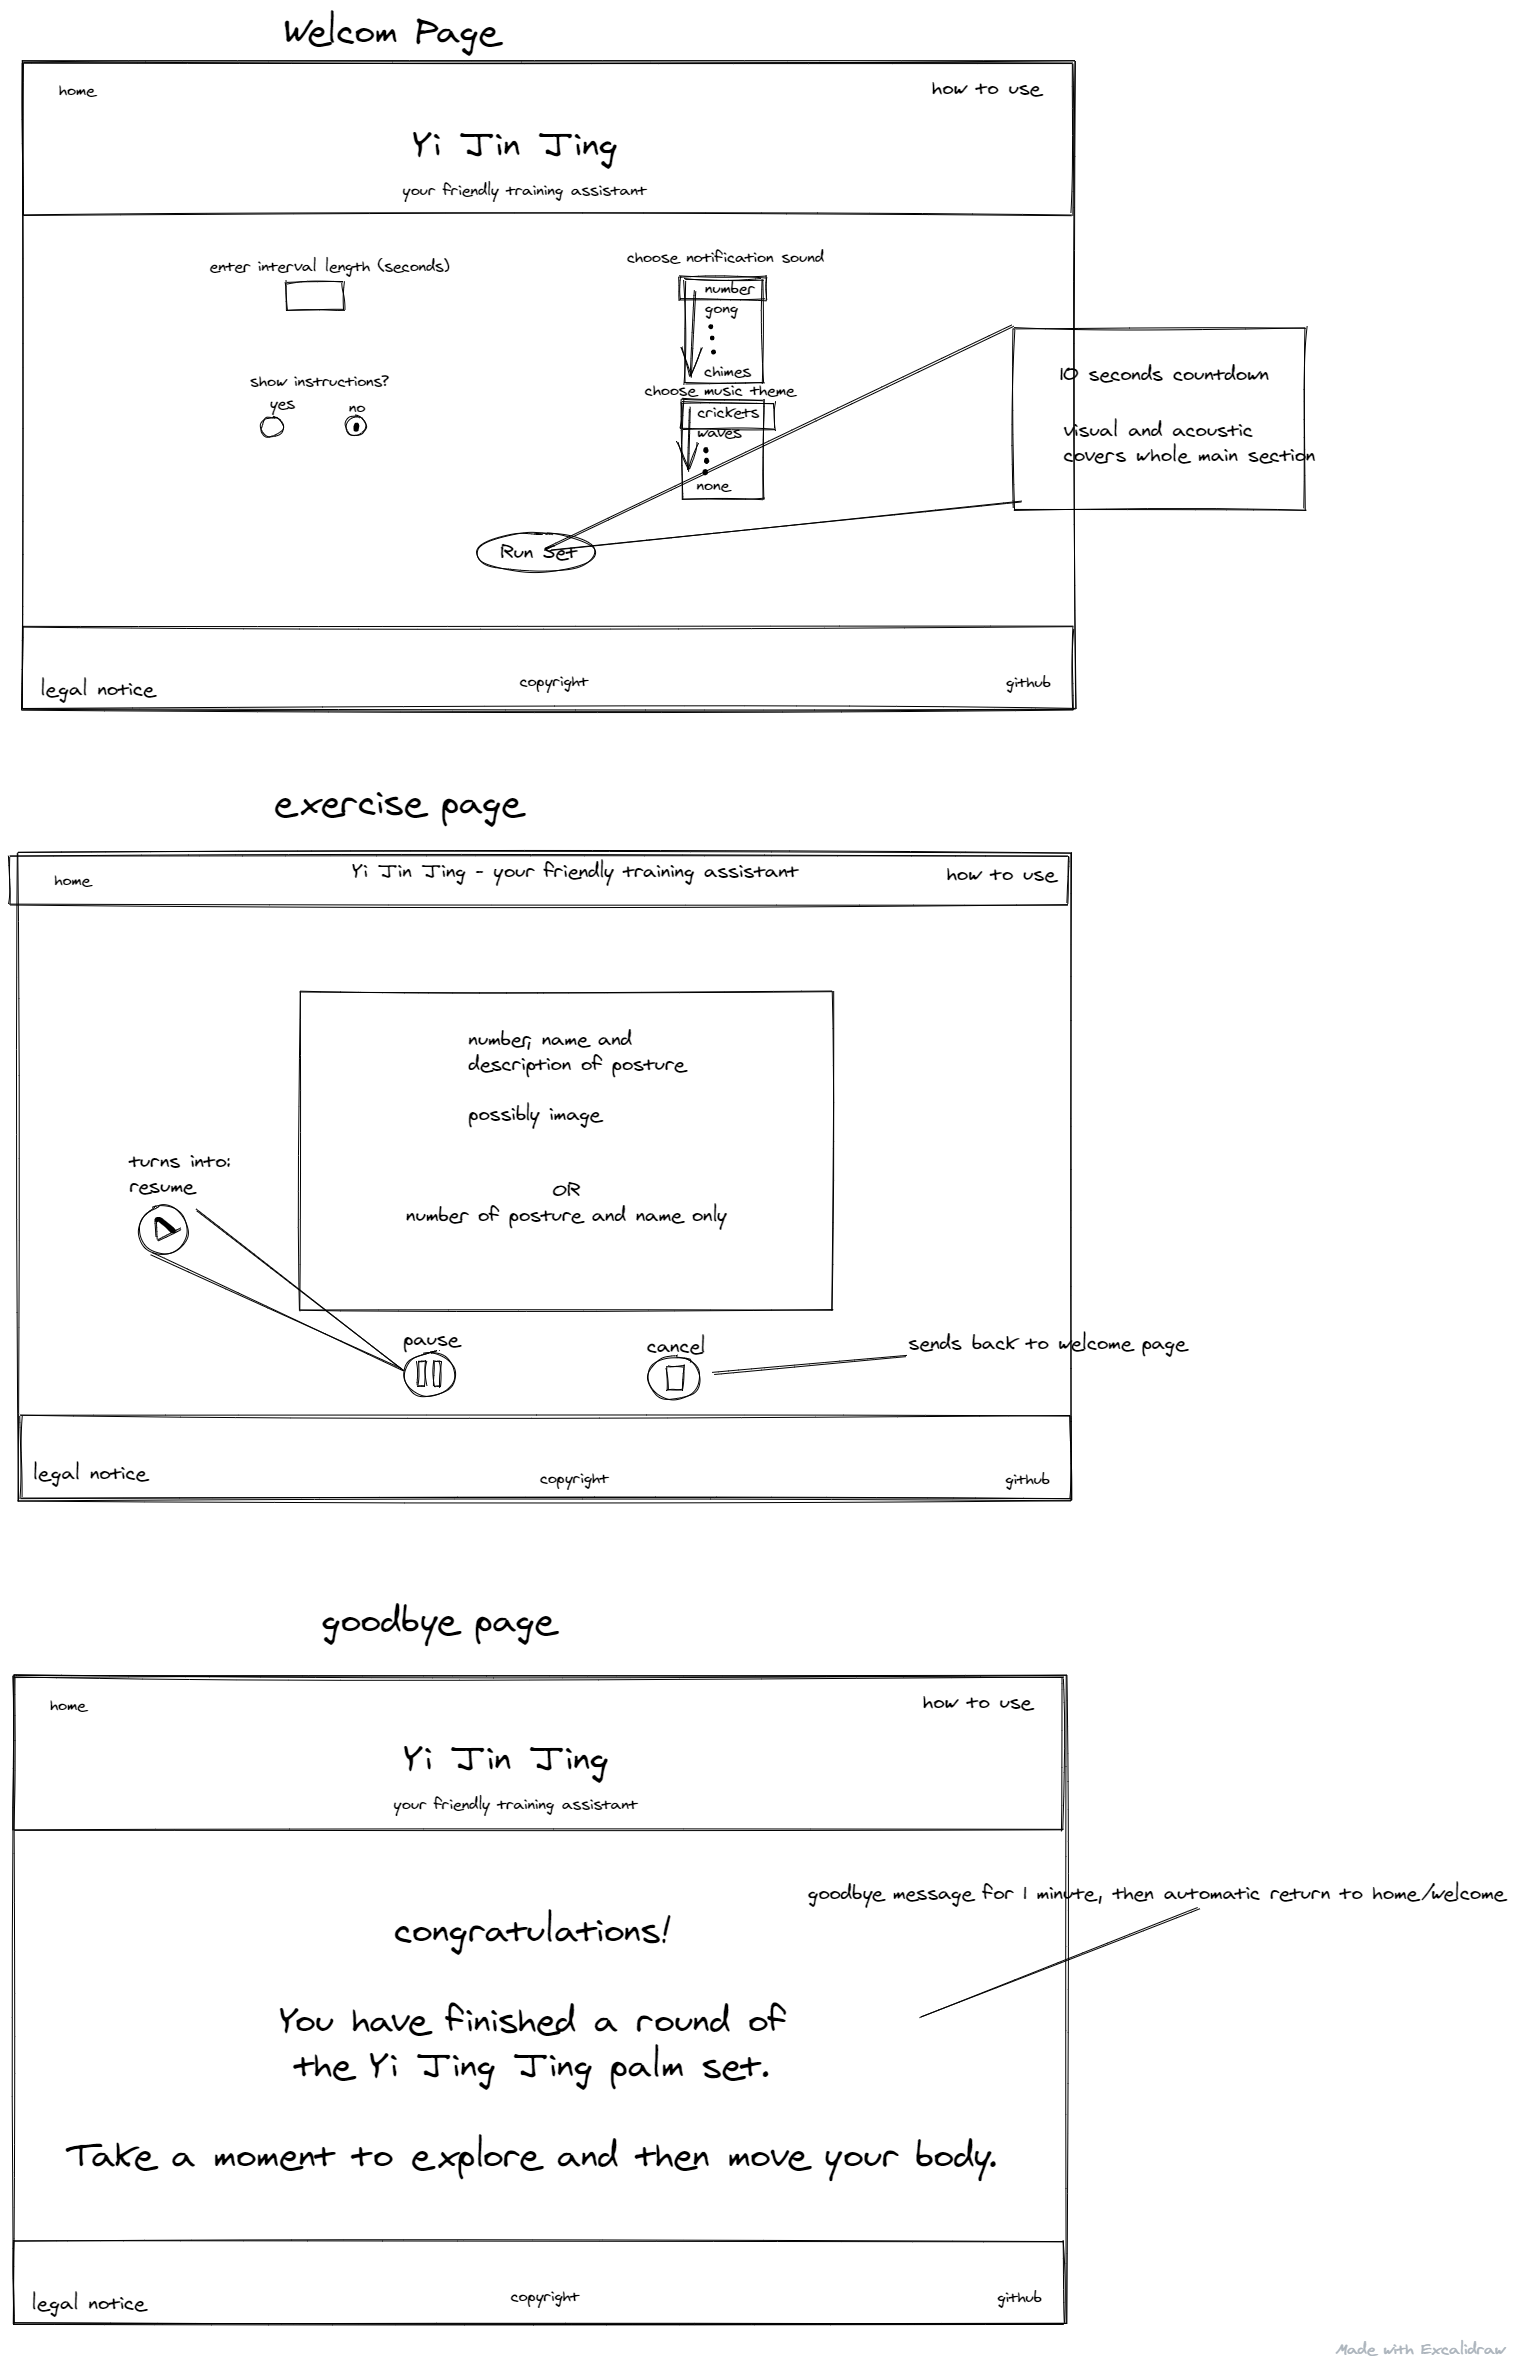 Welcom Page
home
how to use
Yi Jin Jing
your friendly training assistant
enter interval length (seconds)
choose notification sound
number
gong
chimes
show instructions?
yes
no
choose music theme
crickets
waves
none
10 seconds countdown
visual and acoustic
covers whole main section
Run Set
legal notice
copyright
github
exercise page
home
Yi Jin Jing - your friendly training assistant
how to use
number, name and
description of posture
possibly image
OR
number of posture and name only
turns into:
resume
pause
cancel
sends back to welcome page
legal notice
copyright
github
goodbye page
home
how to use
Yi Jin Jing
your friendly training assistant
goodbye message for 1 minute, then automatic return to home/welcome
congratulations!
You have finished a round of
the Yi Jing Jing palm set.
Take a moment to explore and then move your body.
legal notice
copyright
github
Made with Excalidraw